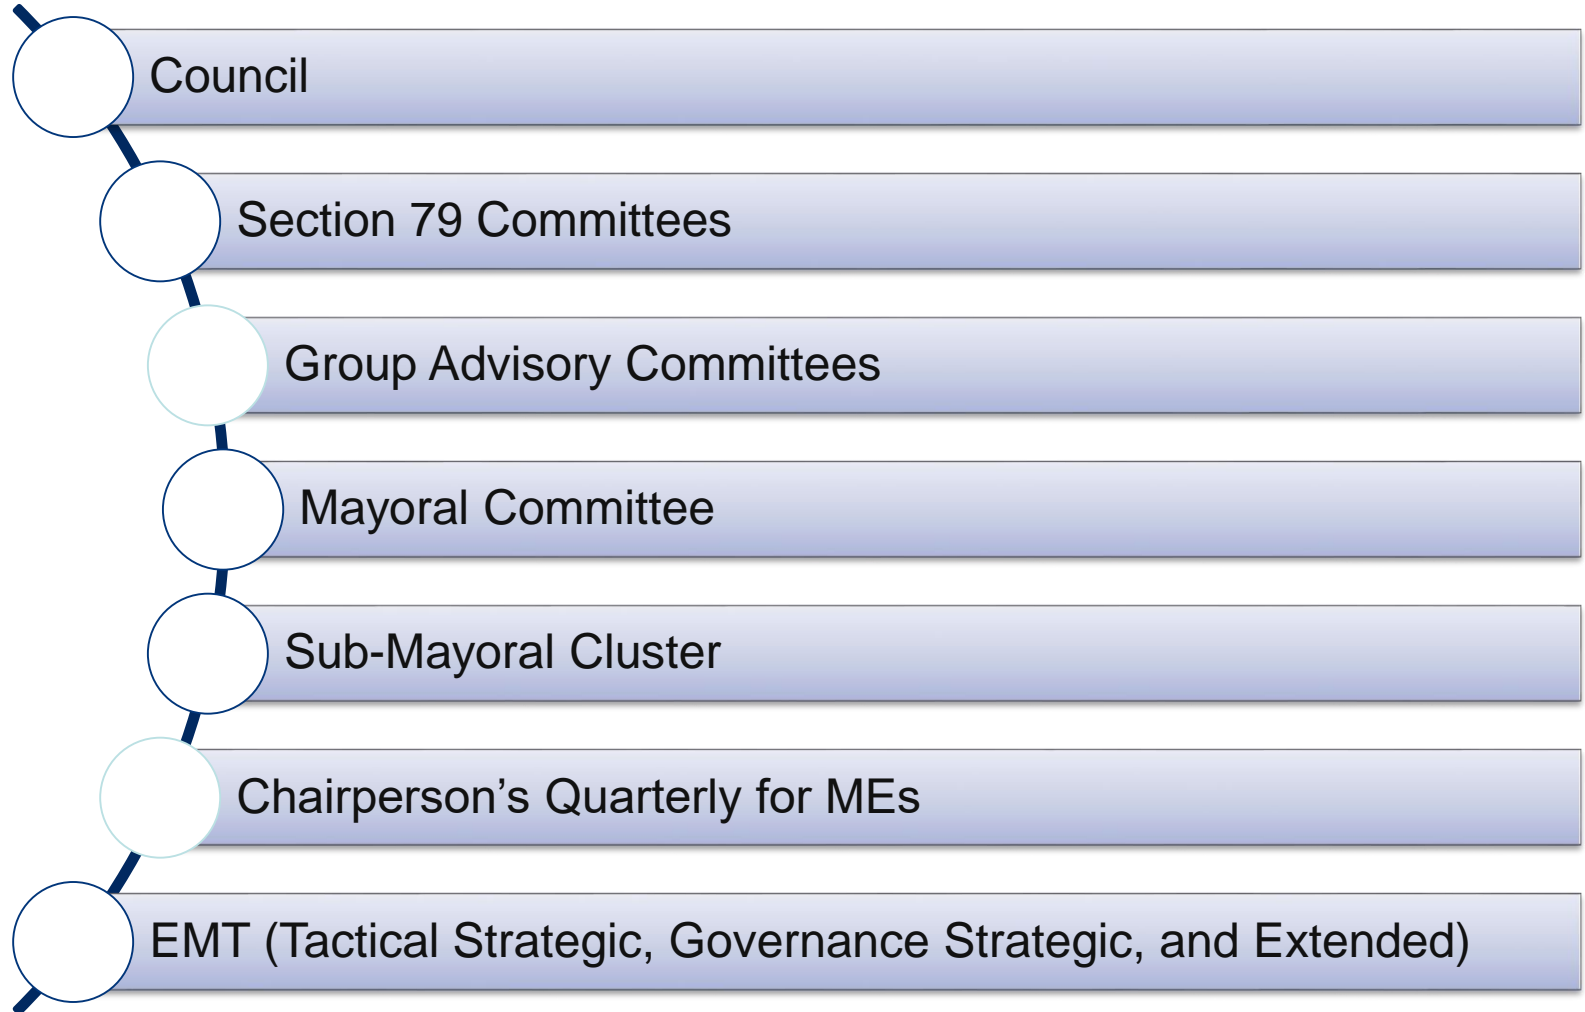 Council
Section 79 Committees
Group Advisory Committees
Mayoral Committee
Sub-Mayoral Cluster
Chairperson’s Quarterly for MEs
EMT (Tactical Strategic, Governance Strategic, and Extended)